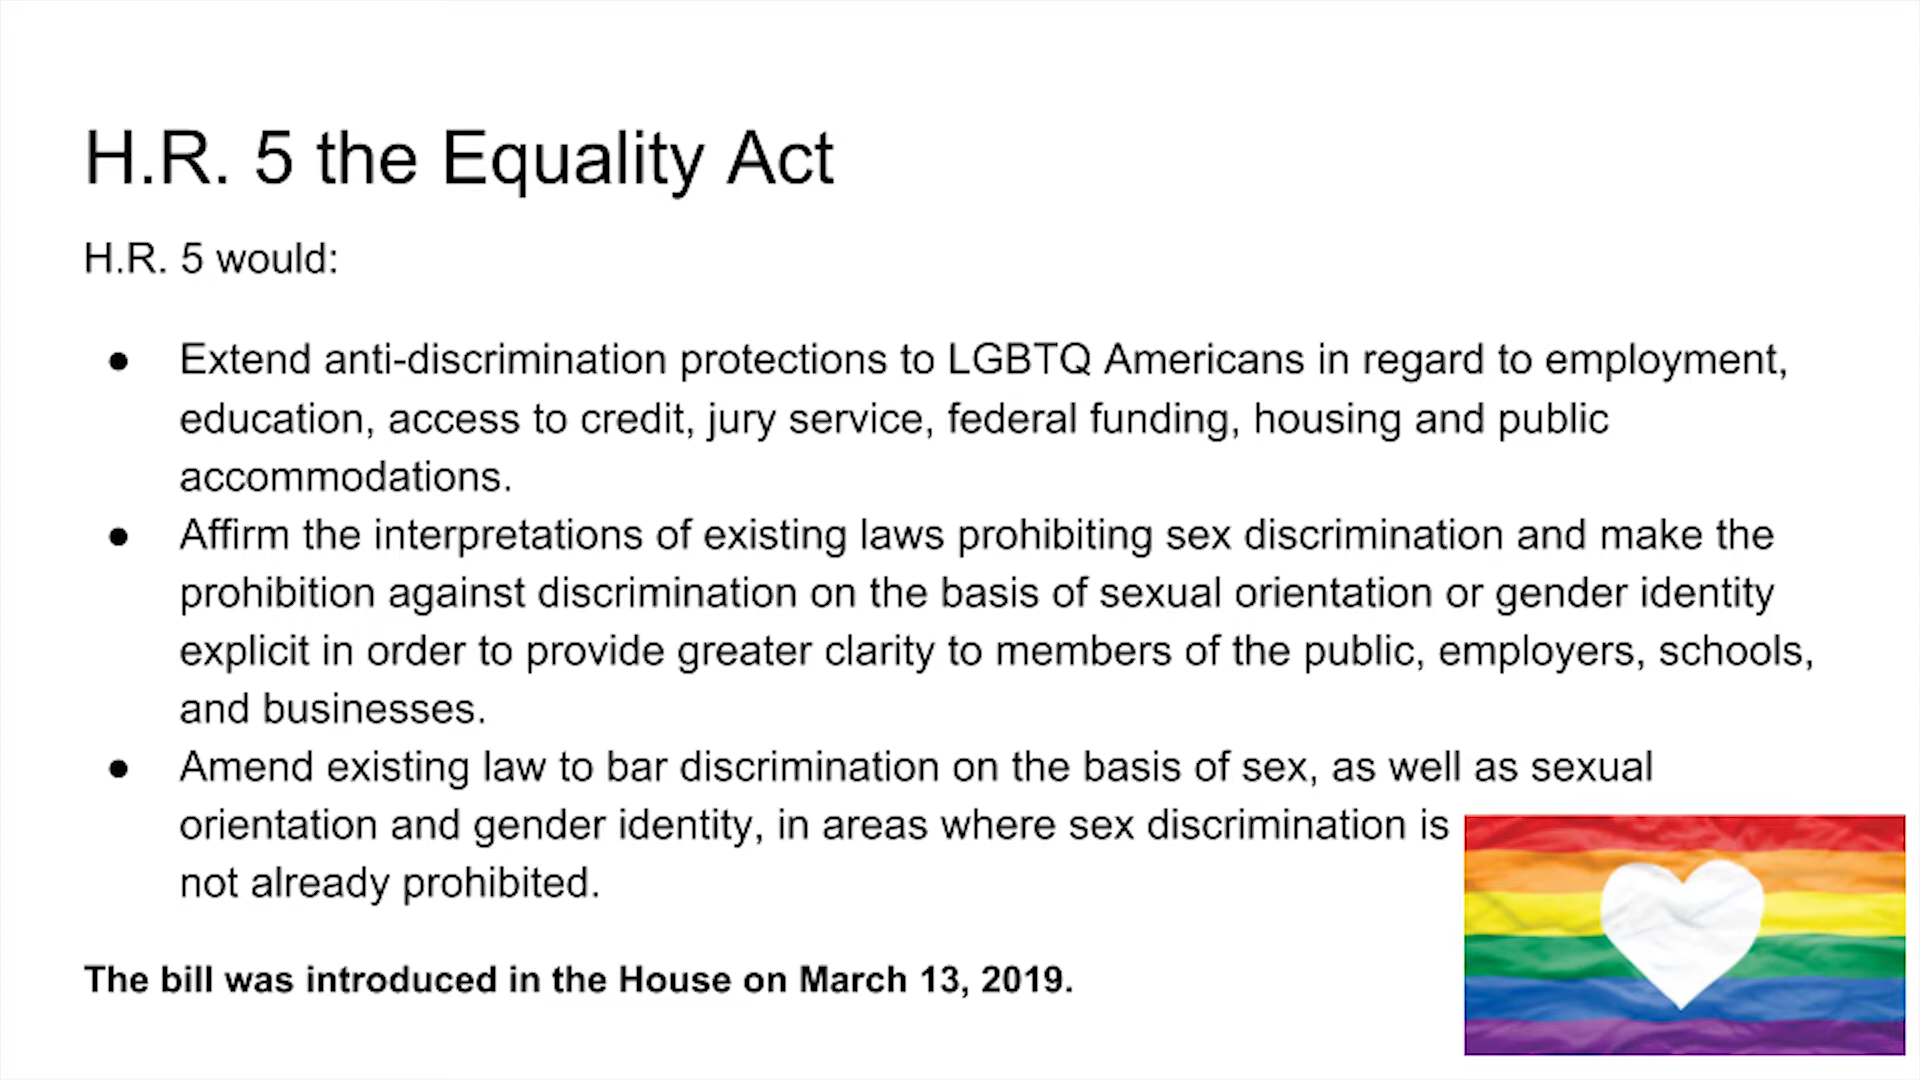 H.R. 5 the Equality Act
H.R. 5 would:
● Extend anti-discrimination protections to LGBTQ Americans in regard to employment,
education, access to credit, jury service, federal funding, housing and public
accommodations.
● Affirm the interpretations of existing laws prohibiting sex discrimination and make the
prohibition against discrimination on the basis of sexual orientation or gender identity
explicit in order to provide greater clarity to members of the public, employers, schools,
and businesses.
● Amend existing law to bar discrimination on the basis of sex, as well as sexual
orientation and gender identity, in areas where sex discrimination is
not already prohibited.
The bill was introduced in the House on March 13, 2019.